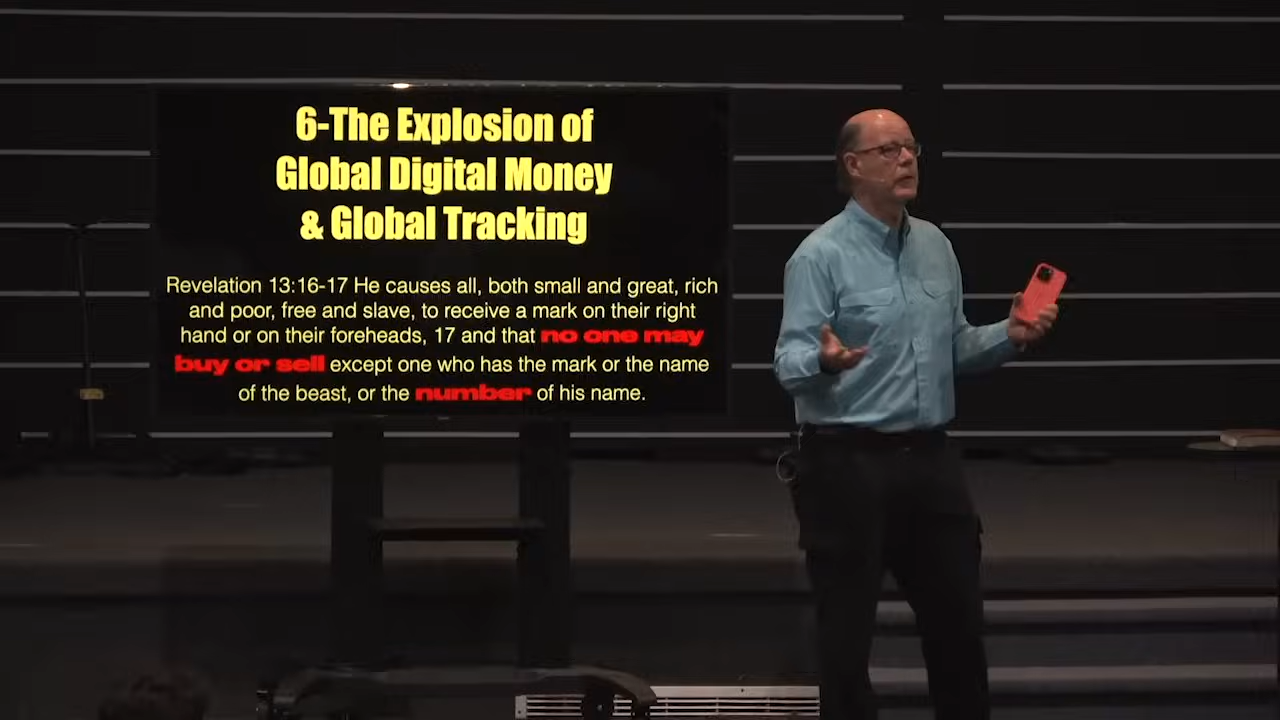 6-The Explosion of
Global Digital Money
& Global Tracking
Revelation 13:16-17 He causes all, both small and great, rich
and poor, free and slave, to receive a mark on their right
hand or on their foreheads, 17 and that no one may
buy or sell except one who has the mark or the name
of the beast, or the number of his name.